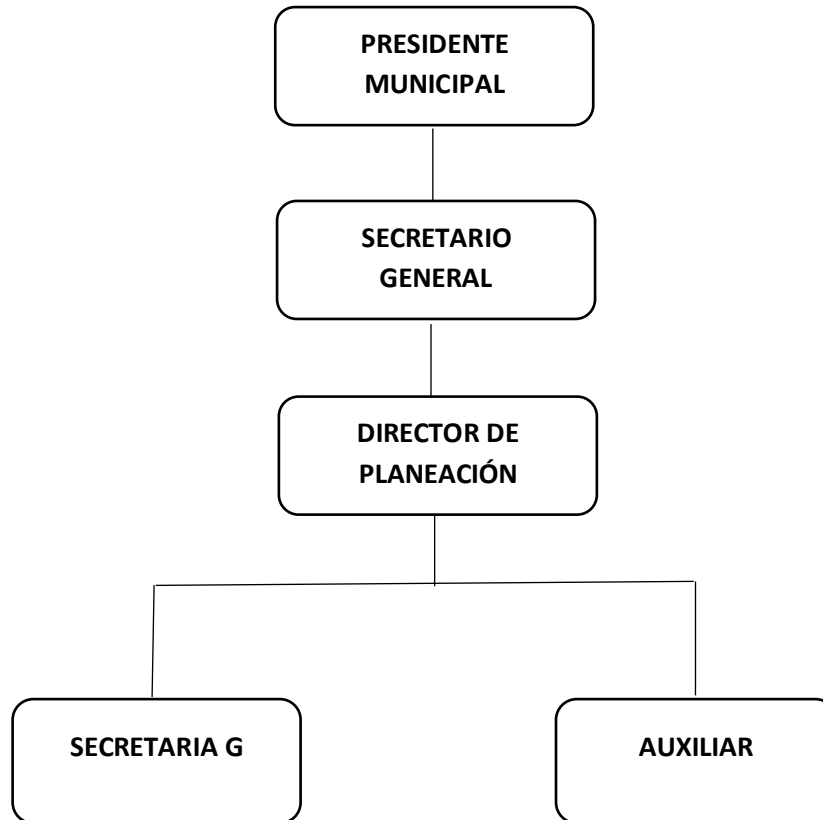 PRESIDENTE
MUNICIPAL
SECRETARIO
GENERAL
DIRECTOR DE
PLANEACIÓN
SECRETARIA G
AUXILIAR